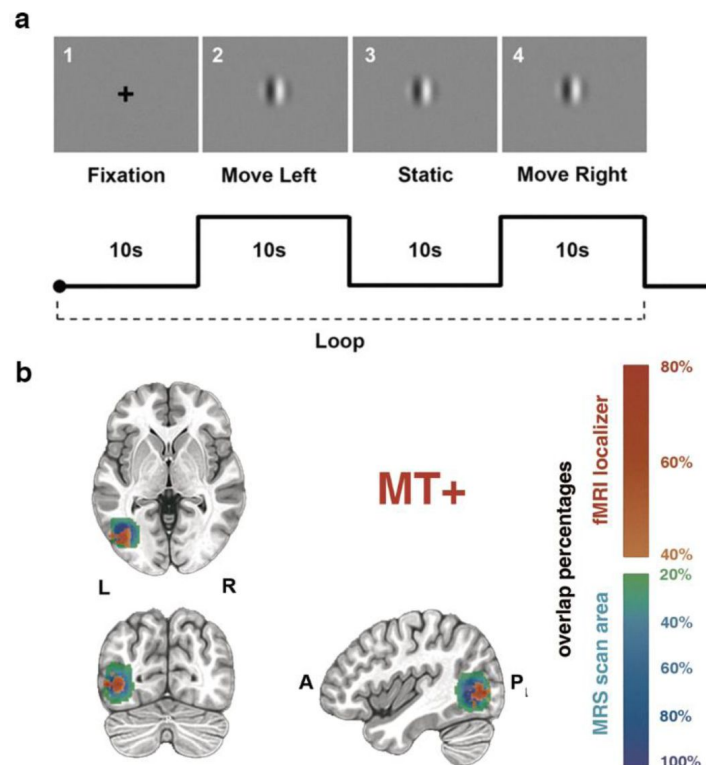 a
1 2 3 4
+
Fixation Move Left Static Move Right
10s 10s 10s 10s
Loop
b
L R
A P
MT+
overlap percentages
fMRI localizer
80%
60%
40%
MRS scan area
20%
40%
60%
80%
100%